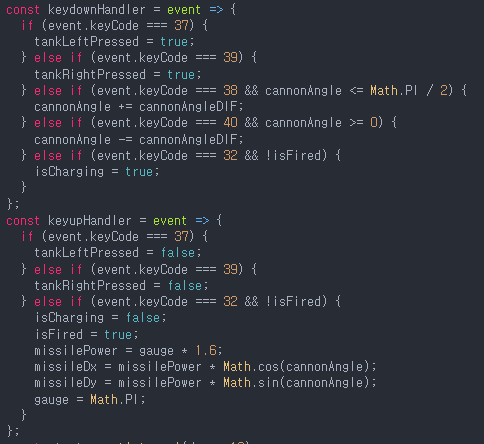 const keydownHandler = event => {
  if (event.keyCode === 37) {
    tankLeftPressed = true;
  } else if (event.keyCode === 39) {
    tankRightPressed = true;
  } else if (event.keyCode === 38 && cannonAngle <= Math.PI / 2) {
    cannonAngle += cannonAngleDIF;
  } else if (event.keyCode === 40 && cannonAngle >= 0) {
    cannonAngle -= cannonAngleDIF;
  } else if (event.keyCode === 32 && !isFired) {
    isCharging = true;
  }
};
const keyupHandler = event => {
  if (event.keyCode === 37) {
    tankLeftPressed = false;
  } else if (event.keyCode === 39) {
    tankRightPressed = false;
  } else if (event.keyCode === 32 && !isFired) {
    isCharging = false;
    isFired = true;
    missilePower = gauge * 1.6;
    missileDx = missilePower * Math.cos(cannonAngle);
    missileDy = missilePower * Math.sin(cannonAngle);
    gauge = Math.PI;
  }
};